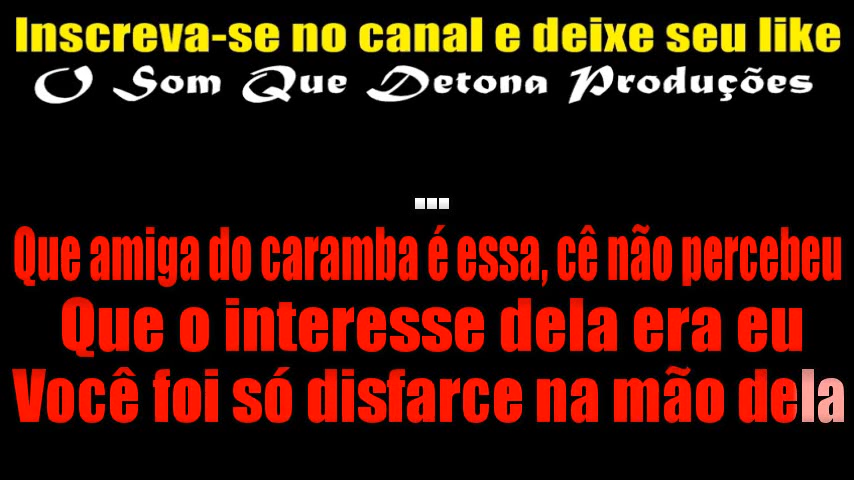 Inscreva-se no canal e deixe seu like
O Som Que Detona Produções
...
Que amiga do caramba é essa, cê não percebeu
Que o interesse dela era eu
Você foi só disfarce na mão dela